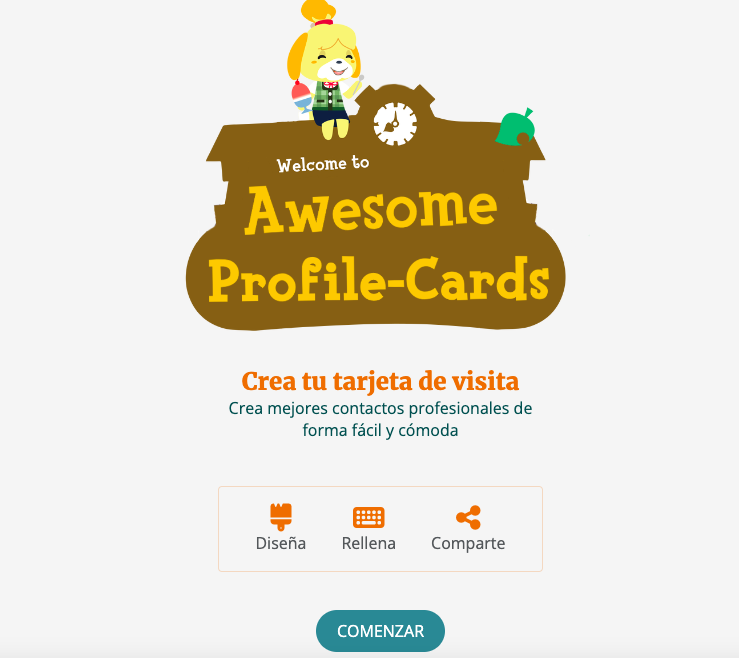 Welcome to
Awesome
Profile-Cards
Crea tu tarjeta de visita
Crea mejores contactos profesionales de
forma fácil y cómoda
Diseña Rellena Comparte
COMENZAR